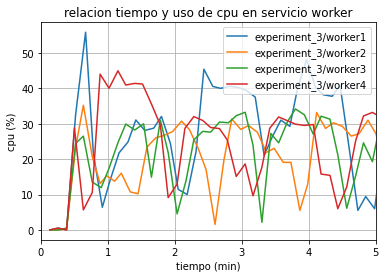 relacion tiempo y uso de cpu en servicio worker
experiment_3/worker1
experiment_3/worker2
experiment_3/worker3
experiment_3/worker4
cpu (%)
50
40
30
20
10
0
0 1 2 3 4 5
tiempo (min)